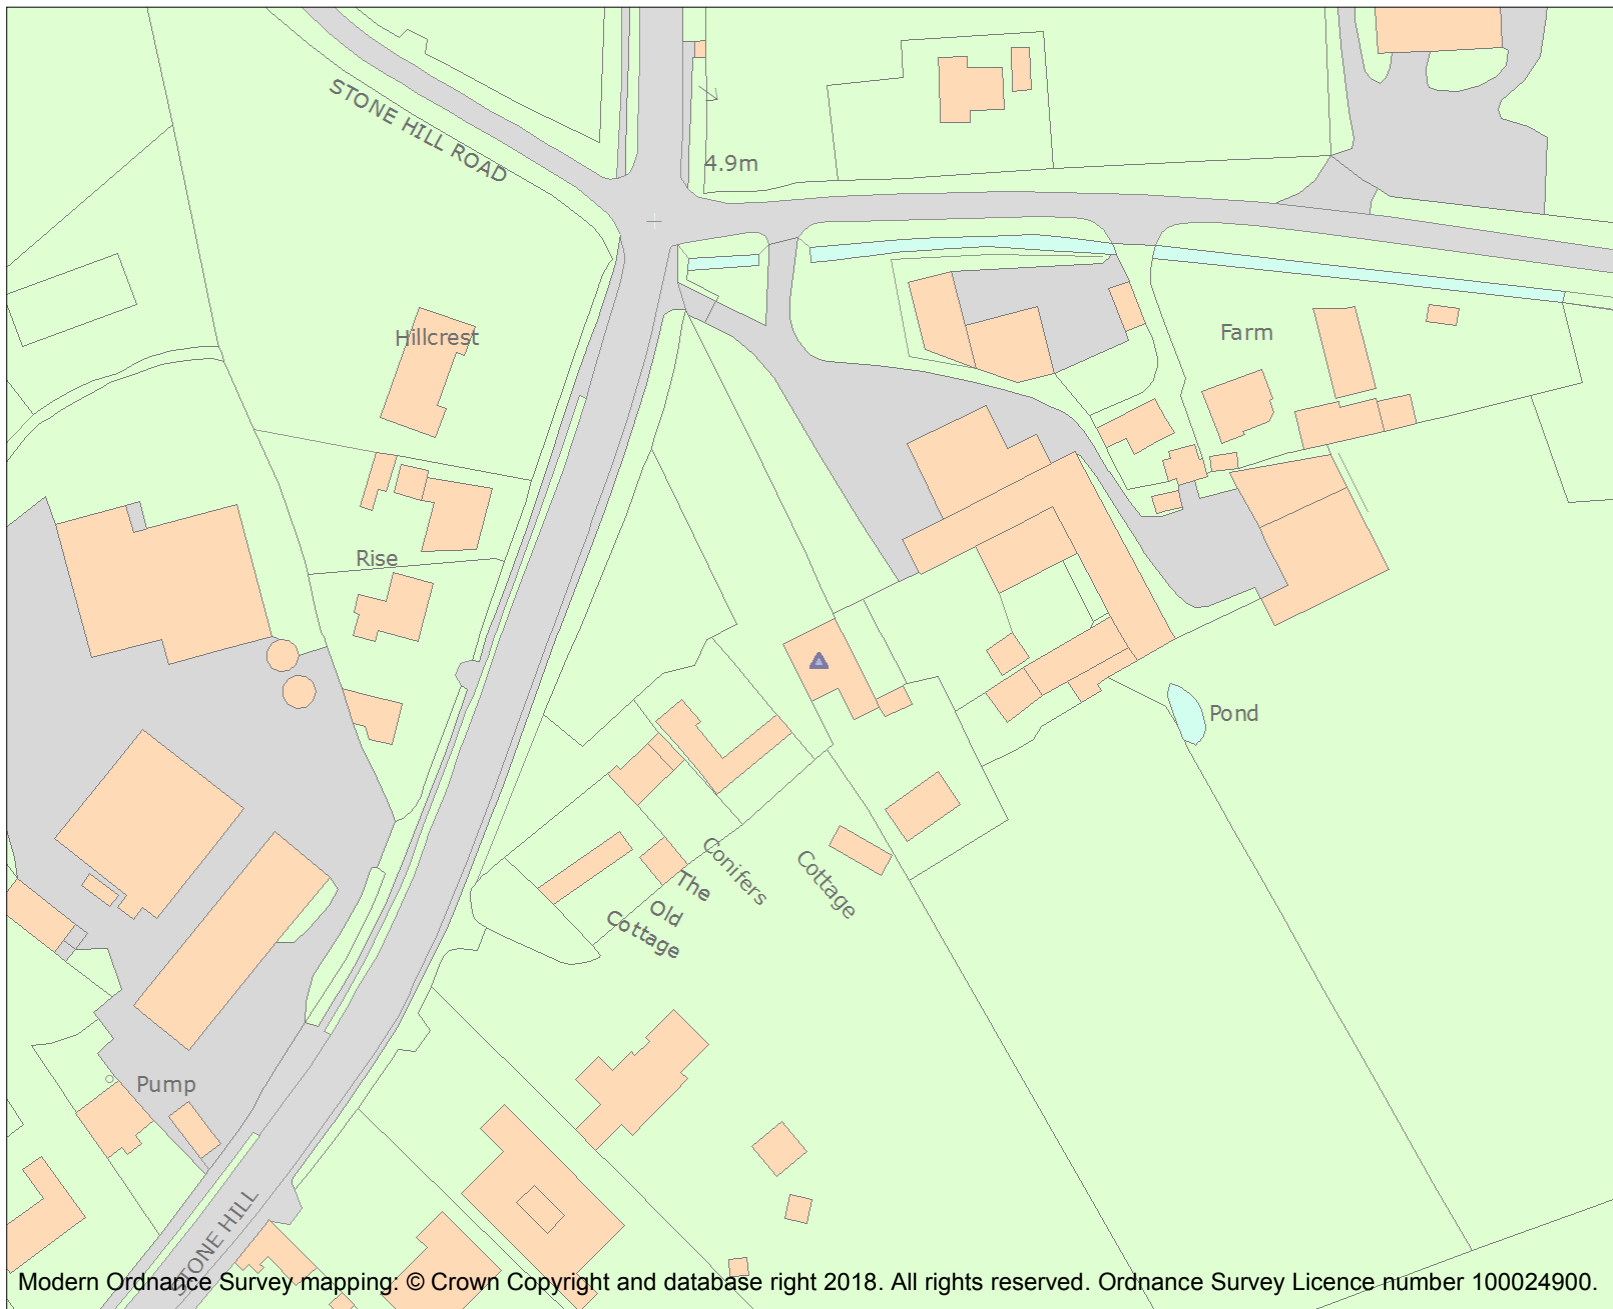 STONE HILL ROAD
4.9m
Hillcrest
Farm
Rise
Pond
Conifers
Cottage
The
Old
Cottage
Pump
STONE HILL
Modern Ordnance Survey mapping: © Crown Copyright and database right 2018. All rights reserved. Ordnance Survey Licence number 100024900.